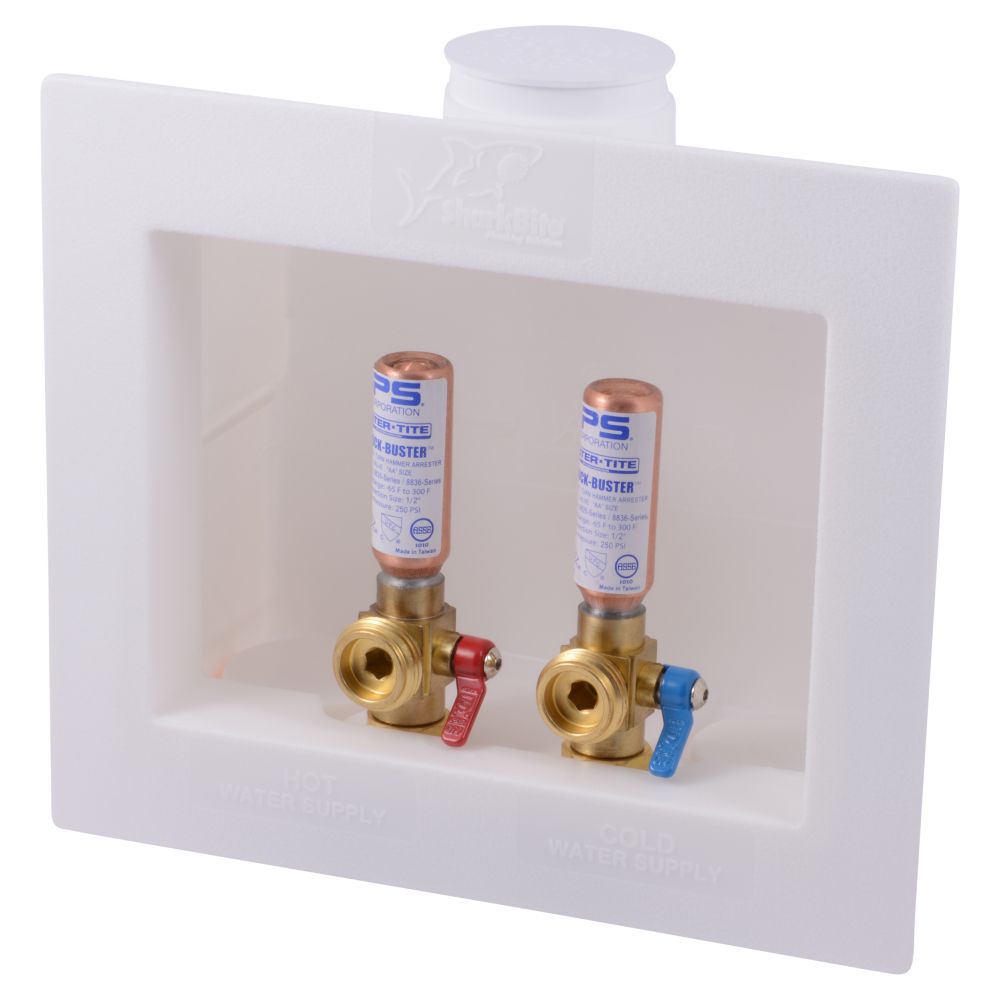 SharkBite
PS
CORPORATION
TER·TITE
CK-BUSTER™
HAMMER ARRESTER
"AA" SIZE
-Series / 8836-Series
Range: -65 F to 300 F
Size: 1/2"
250 PSI
ASSE
1010
Made in Taiwan
PS
CORPORATION
TER·TITE
CK-BUSTER™
HAMMER ARRESTER
"AA" SIZE
-Series / 8836-Series
65 F to 300 F
Size: 1/2"
250 PSI
ASSE
1010
Made in Taiwan
HOT
WATER SUPPLY
COLD
WATER SUPPLY